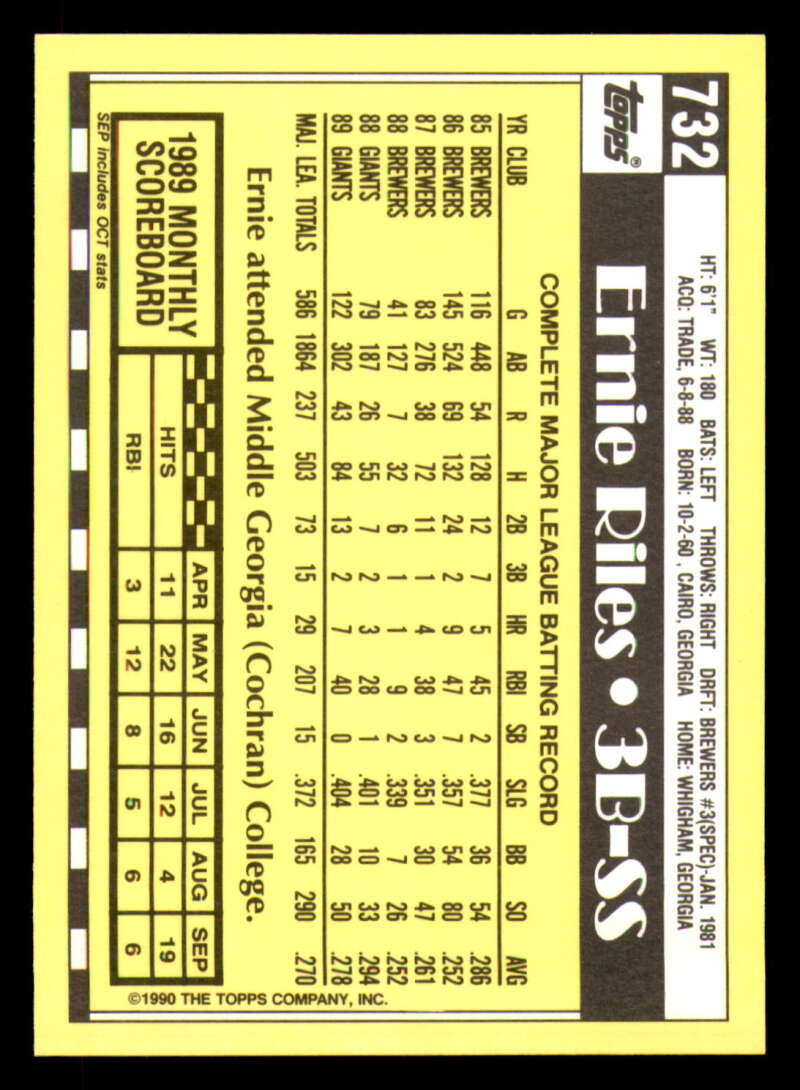 732
HT: 6'1" WT: 180 BATS: LEFT THROWS: RIGHT DRFT: BREWERS #3(SPEC)-JAN. 1981
ACQ: TRADE, 6-8-88 BORN: 10-2-60, CAIRO, GEORGIA HOME: WHIGHAM, GEORGIA
topps®
Ernie Riles • 3B-SS
COMPLETE MAJOR LEAGUE BATTING RECORD
YR CLUB G AB R H 2B 3B HR RBI SB SLG BB SO AVG
85 BREWERS 116 448 54 128 12 7 5 45 2 .377 36 54 .286
86 BREWERS 145 524 69 132 24 2 9 47 7 .357 54 80 .252
87 BREWERS 83 276 38 72 11 1 4 38 3 .351 30 47 .261
88 BREWERS 41 127 7 32 6 1 1 9 2 .339 7 26 .252
88 GIANTS 79 187 26 55 7 2 3 28 1 .401 10 33 .294
89 GIANTS 122 302 43 84 13 2 7 40 0 .404 28 50 .278
MAJ. LEA. TOTALS 586 1864 237 503 73 15 29 207 15 .372 165 290 .270
Ernie attended Middle Georgia (Cochran) College.
1989 MONTHLY
SCOREBOARD
APR MAY JUN JUL AUG SEP
HITS 11 22 16 12 4 19
RBI 3 12 8 5 6 6
SEP includes OCT stats
©1990 THE TOPPS COMPANY, INC.